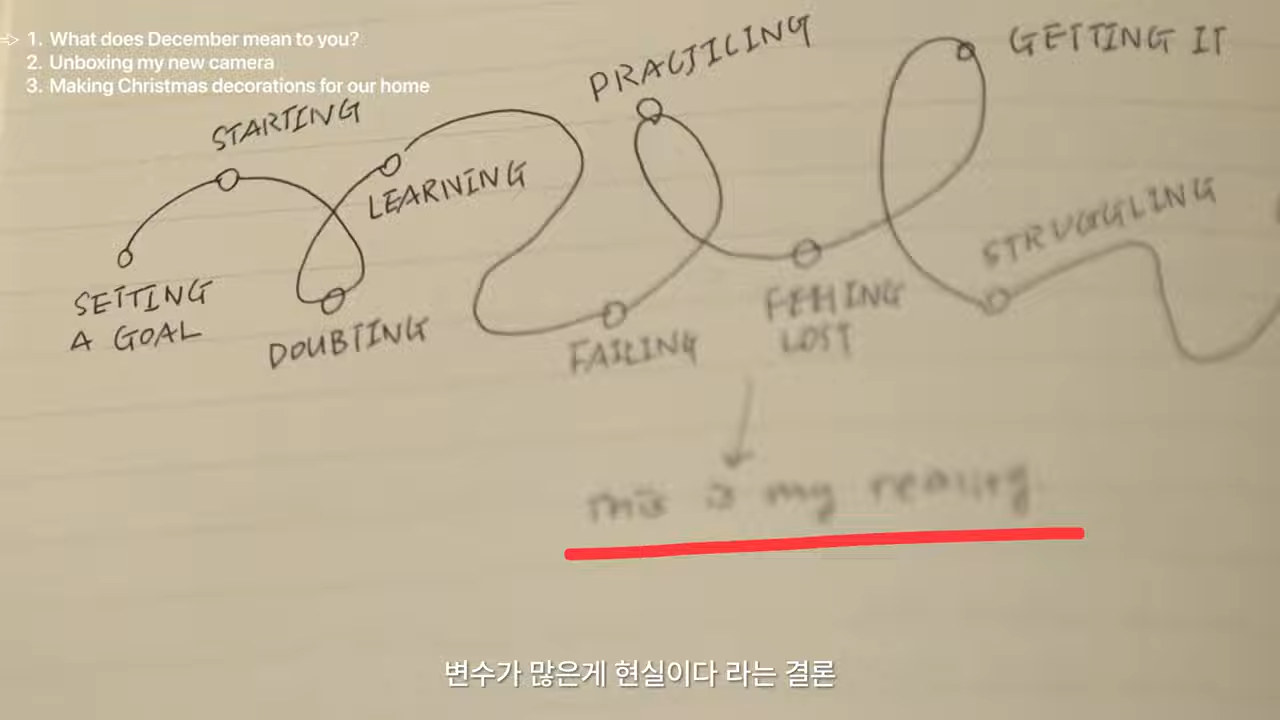 1. What does December mean to you?
2. Unboxing my new camera
3. Making Christmas decorations for our home
STARTING
PRACTICING
GETTING IT
LEARNING
SETTING
A GOAL
DOUBTING
FAILING
FEELING
LOST
STRUGGLING
This is my reality
변수가 많은게 현실이다 라는 결론